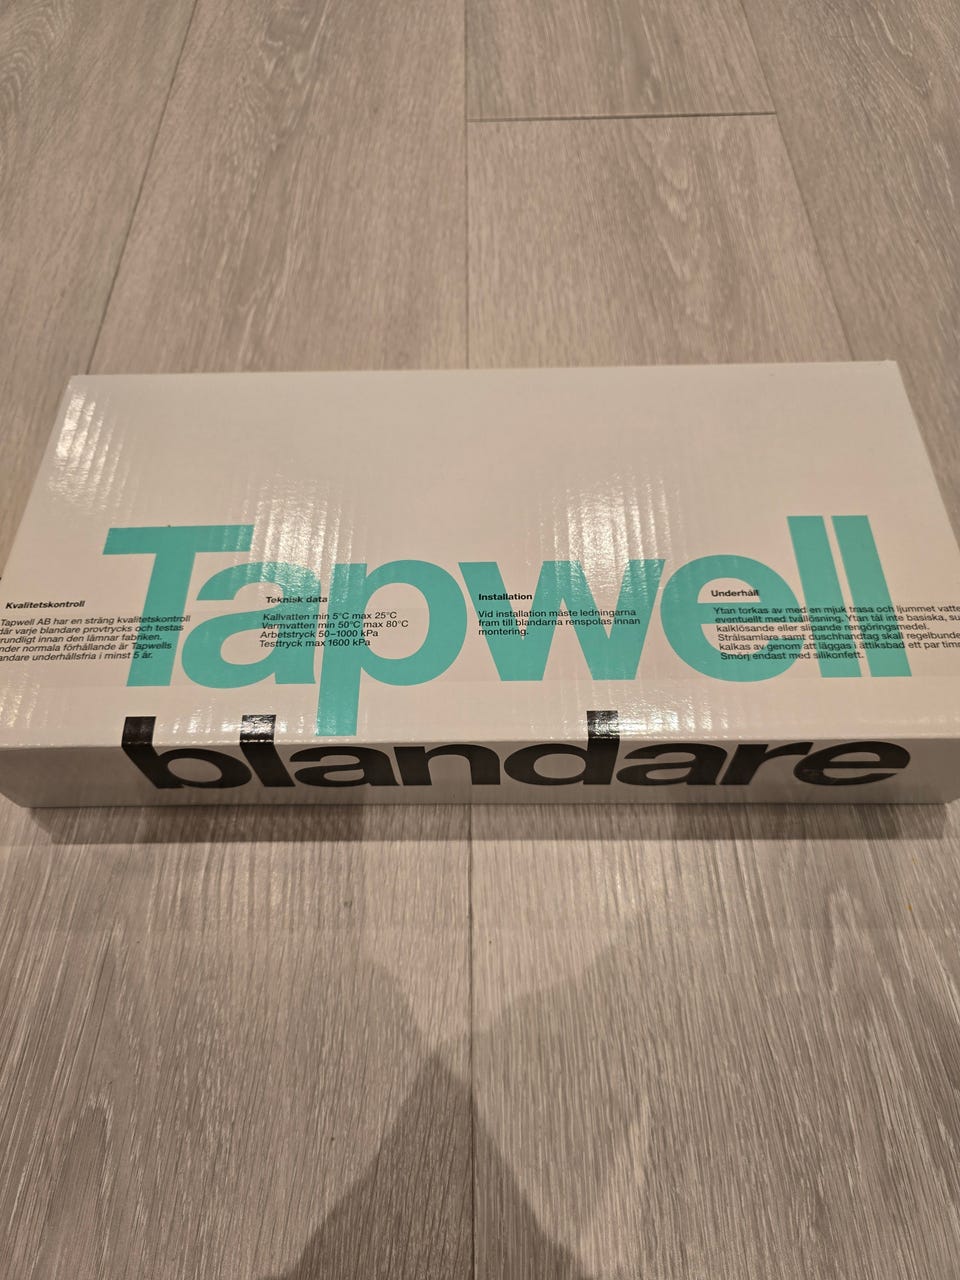 Tapwell
Kvalitetskontroll
Tapwell AB har en sträng kvalitetskontroll
där varje blandare provtrycks och testas
grundligt innan den lämnar fabriken.
Under normala förhållande är Tapwells
blandare underhållsfria i minst 5 år.
Teknisk data
Kallvatten min 5°C max 25°C
Varmvatten min 50°C max 80°C
Arbetstryck 50–1000 kPa
Testtryck max 1600 kPa
Installation
Vid installation måste ledningarna
fram till blandarna renspolas innan
montering.
Underhåll
Ytan torkas av med en mjuk trasa och ljummet
eventuellt med tvållösning. Ytan tål inte basiska,
kalklösande eller slipande rengöringsmedel.
Strålsamlare samt duschhandtag skall
kalkas av genom att läggas i ättiksbad ett par
Smörj endast med silikonfett.
blandare